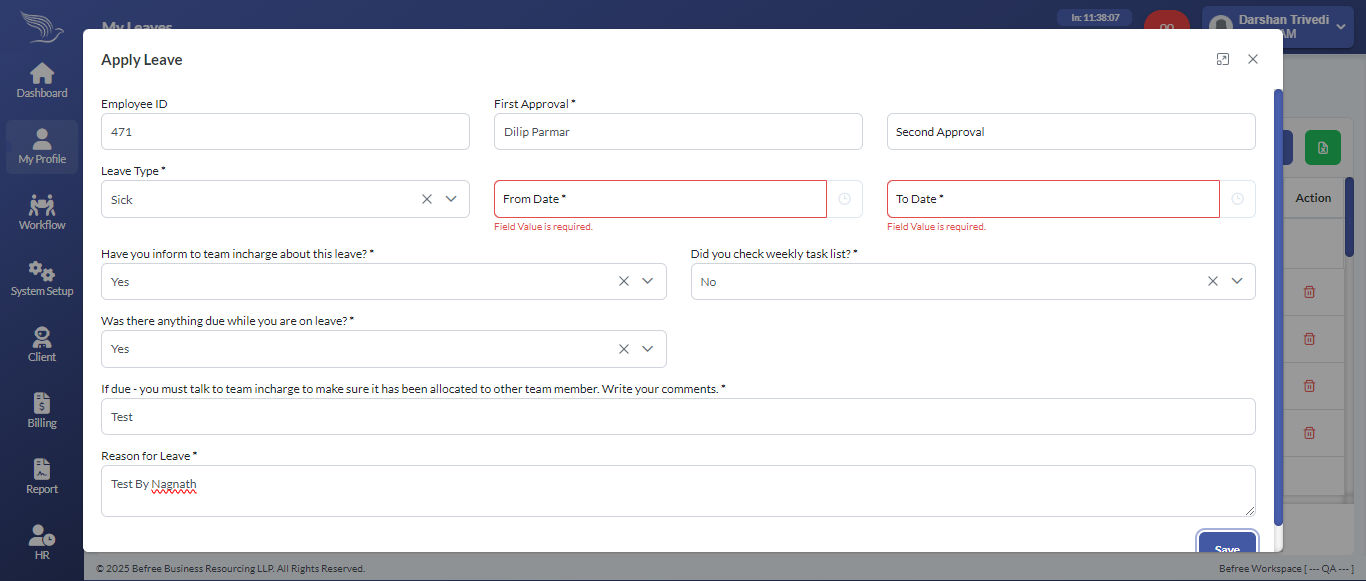 My Leaves
In: 11:38:07
Darshan Trivedi
AM
Dashboard
My Profile
Workflow
System Setup
Client
Billing
Report
HR
Apply Leave
Employee ID
First Approval *
471
Dilip Parmar
Second Approval
Leave Type *
Sick
From Date *
To Date *
Field Value is required.
Field Value is required.
Have you inform to team incharge about this leave? *
Did you check weekly task list? *
Yes
No
Was there anything due while you are on leave? *
Yes
If due - you must talk to team incharge to make sure it has been allocated to other team member. Write your comments. *
Test
Reason for Leave *
Test By Nagnath
Save
Action
© 2025 Befree Business Resourcing LLP. All Rights Reserved.
Befree Workspace [ --- QA --- ]